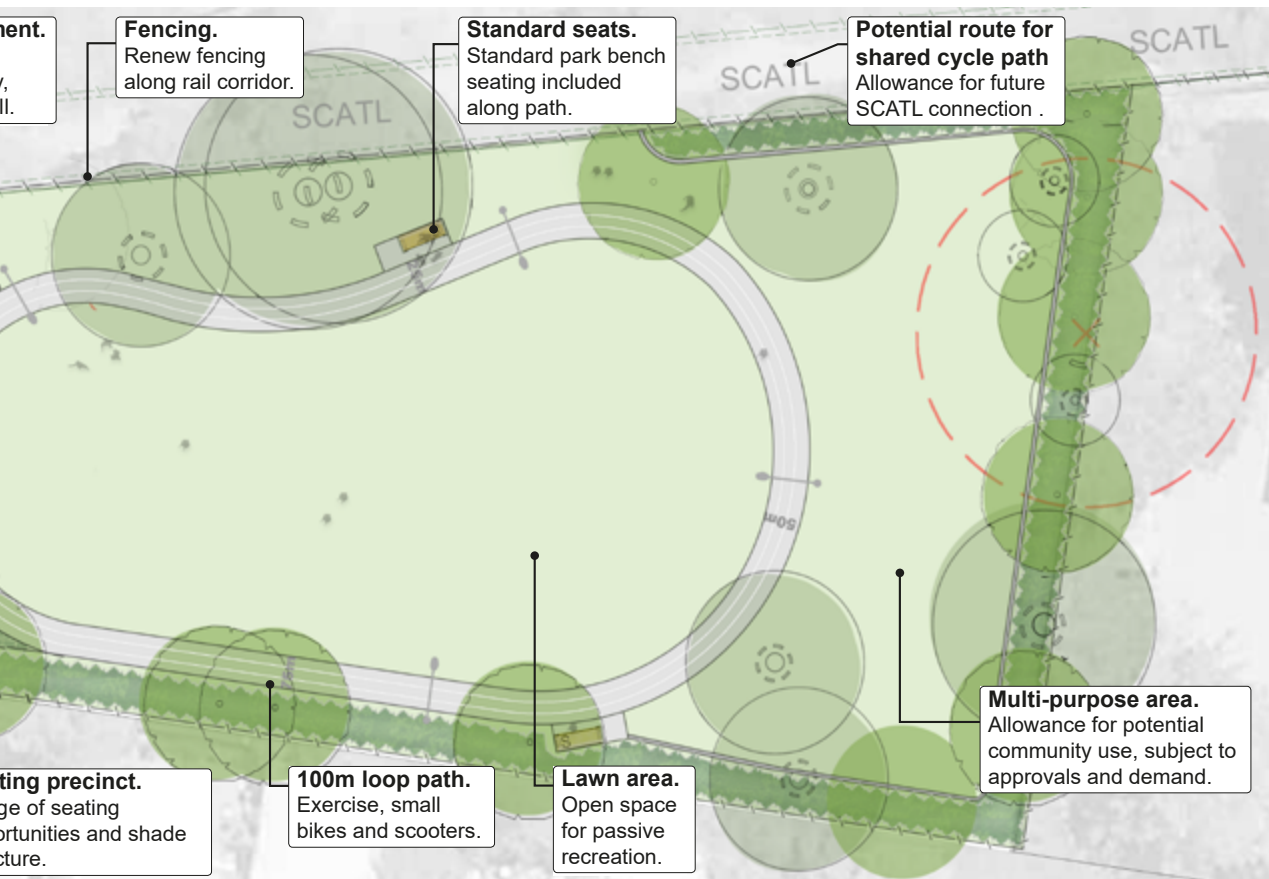 nent.
y,
ll.
Fencing.
Renew fencing
along rail corridor.
Standard seats.
Standard park bench
seating included
along path.
Potential route for
shared cycle path
Allowance for future
SCATL connection .
SCATL
SCATL
SCATL
50m
S
Multi-purpose area.
Allowance for potential
community use, subject to
approvals and demand.
ting precinct.
ge of seating
ortunities and shade
cture.
100m loop path.
Exercise, small
bikes and scooters.
Lawn area.
Open space
for passive
recreation.